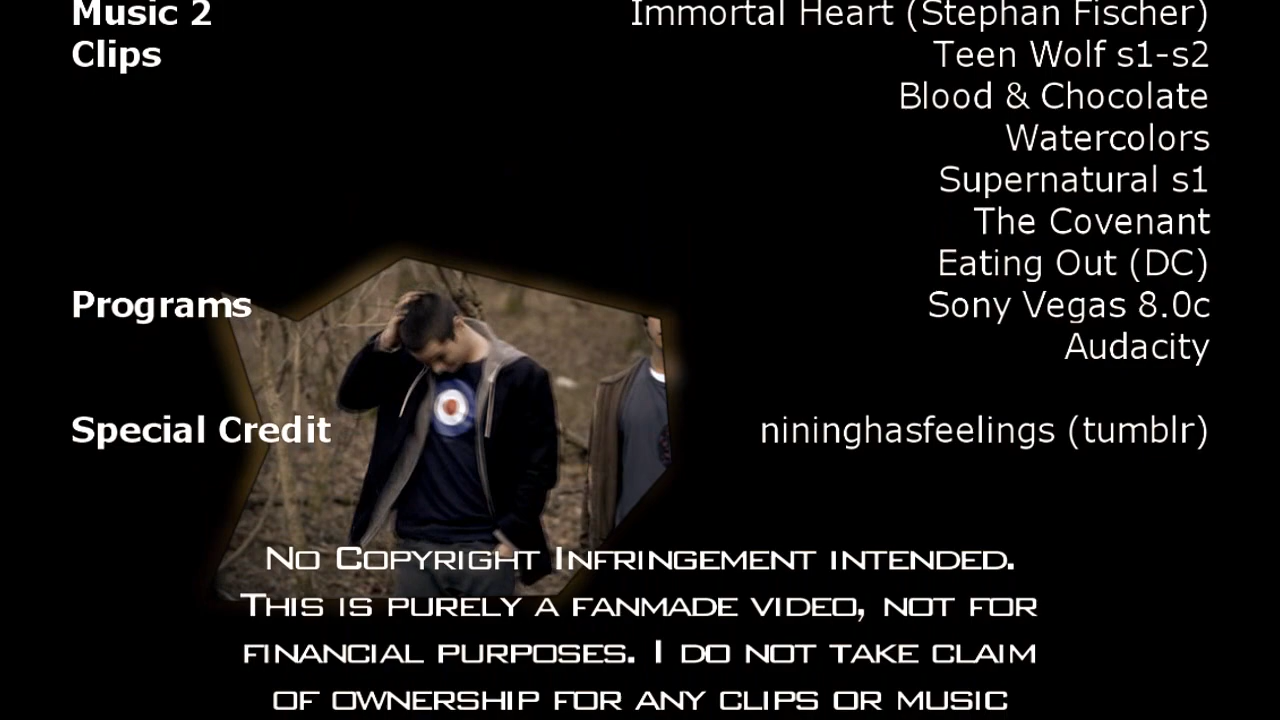 Music 2 Immortal Heart (Stephan Fischer)
Clips Teen Wolf s1-s2
Blood & Chocolate
Watercolors
Supernatural s1
The Covenant
Eating Out (DC)
Programs Sony Vegas 8.0c
Audacity
Special Credit nininghasfeelings (tumblr)
No Copyright Infringement intended.
This is purely a fanmade video, not for
financial purposes. I do not take claim
of ownership for any clips or music